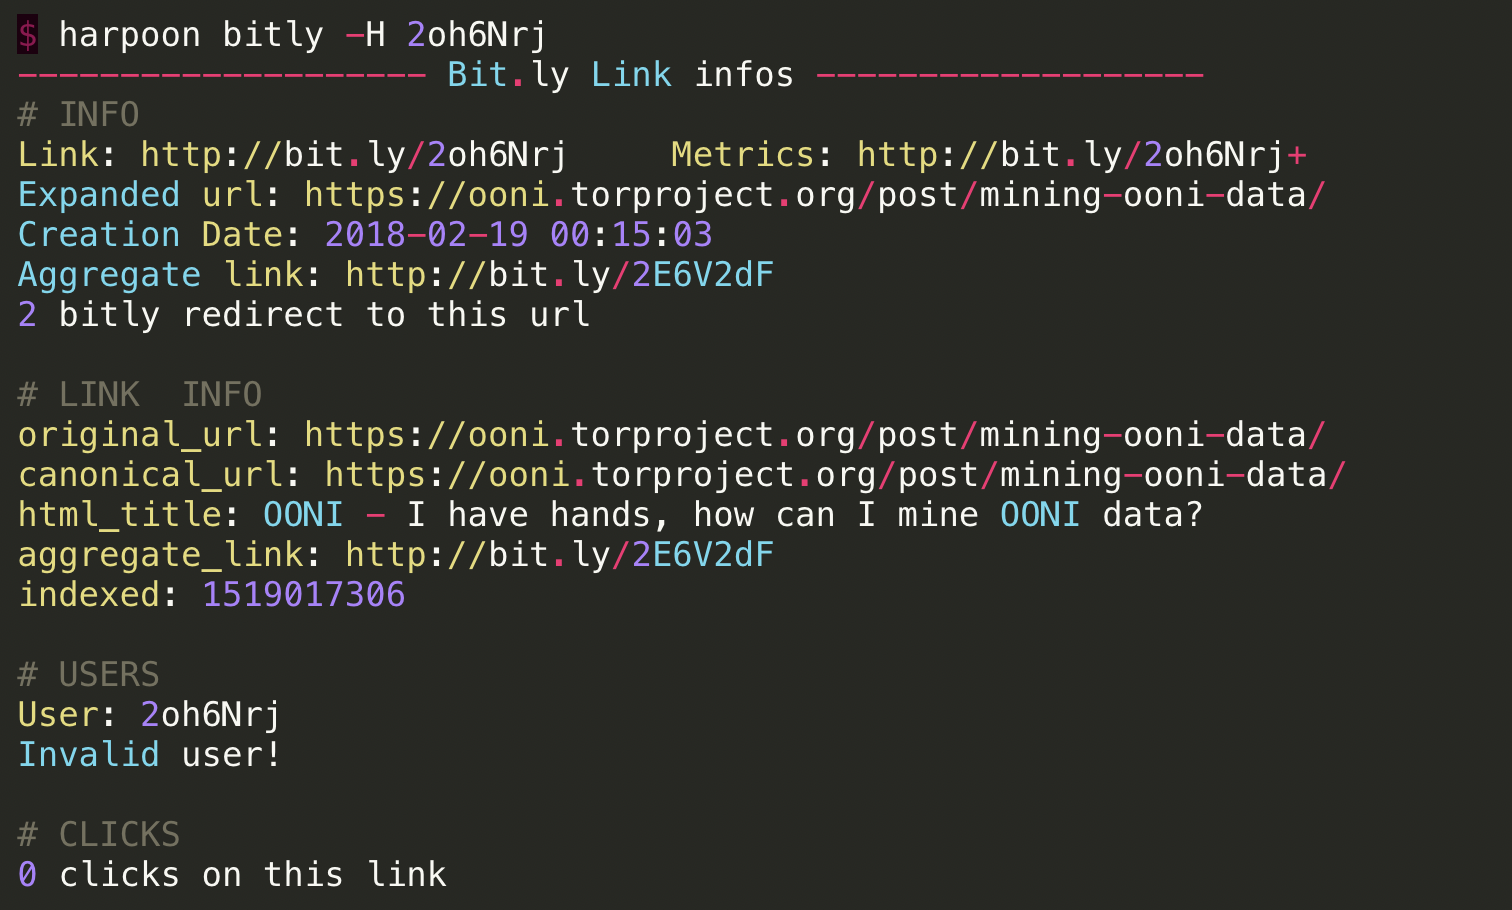 $ harpoon bitly -H 2oh6Nrj
-------------------- Bit.ly Link infos -------------------
# INFO
Link: http://bit.ly/2oh6Nrj     Metrics: http://bit.ly/2oh6Nrj+
Expanded url: https://ooni.torproject.org/post/mining-ooni-data/
Creation Date: 2018-02-19 00:15:03
Aggregate link: http://bit.ly/2E6V2dF
2 bitly redirect to this url

# LINK  INFO
original_url: https://ooni.torproject.org/post/mining-ooni-data/
canonical_url: https://ooni.torproject.org/post/mining-ooni-data/
html_title: OONI - I have hands, how can I mine OONI data?
aggregate_link: http://bit.ly/2E6V2dF
indexed: 1519017306

# USERS
User: 2oh6Nrj
Invalid user!

# CLICKS
0 clicks on this link